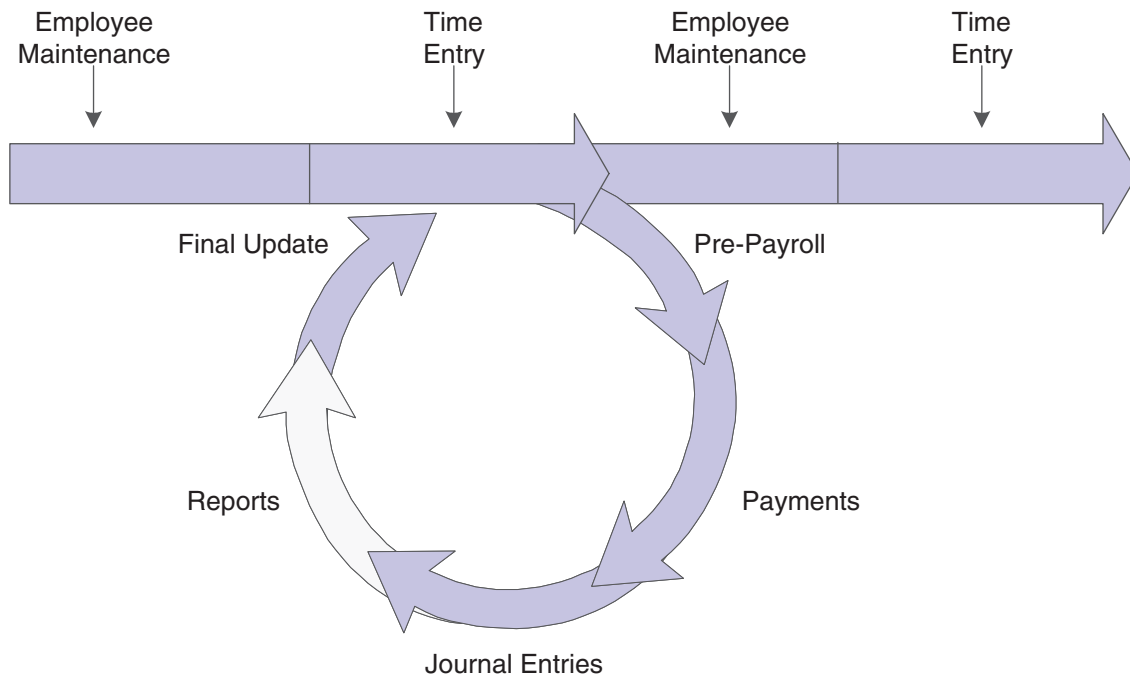 Employee
Maintenance
Time
Entry
Employee
Maintenance
Time
Entry
Final Update
Pre-Payroll
Reports
Payments
Journal Entries